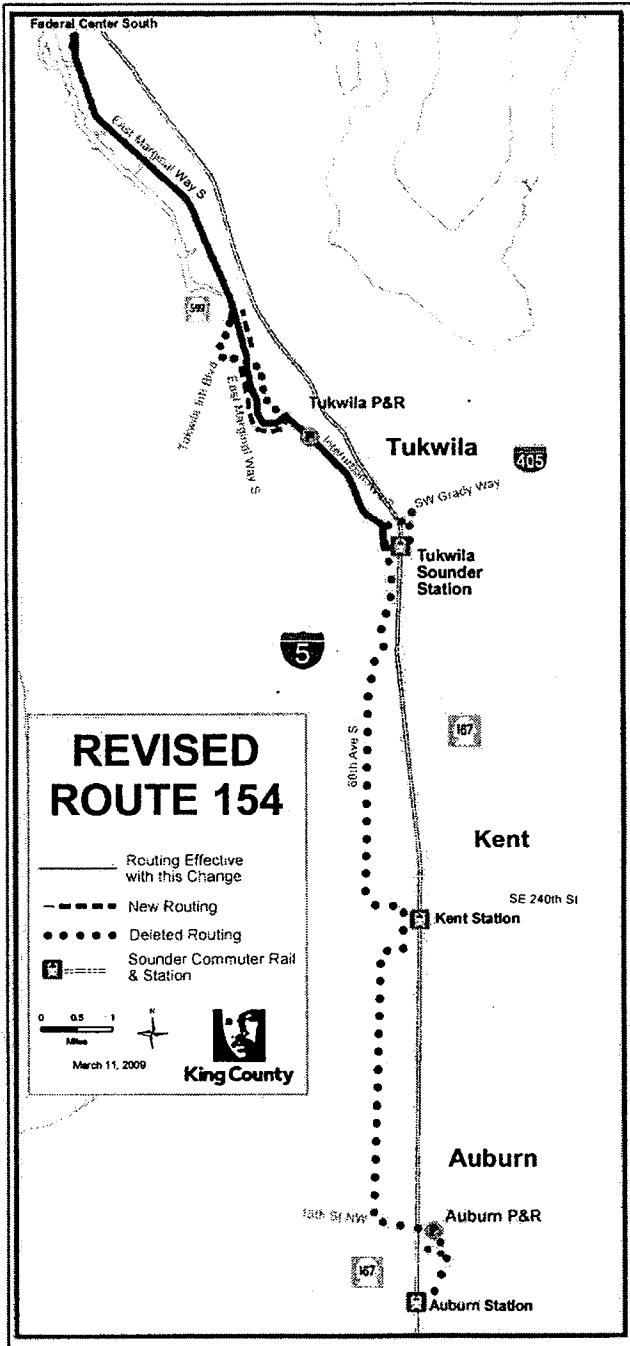 Federal Center South
East Marginal Way S
599
Tukwila Intl Blvd
East Marginal Way S
Tukwila P&R
Interurban Ave S
Tukwila
405
SW Grady Way
Tukwila
Sounder
Station
5
68th Ave S
167
REVISED
ROUTE 154
Routing Effective
with this Change
New Routing
Deleted Routing
Sounder Commuter Rail
& Station
0 0.5 1
Miles
N
March 11, 2009
King County
Kent
SE 240th St
Kent Station
Auburn
15th St NW
Auburn P&R
167
Auburn Station